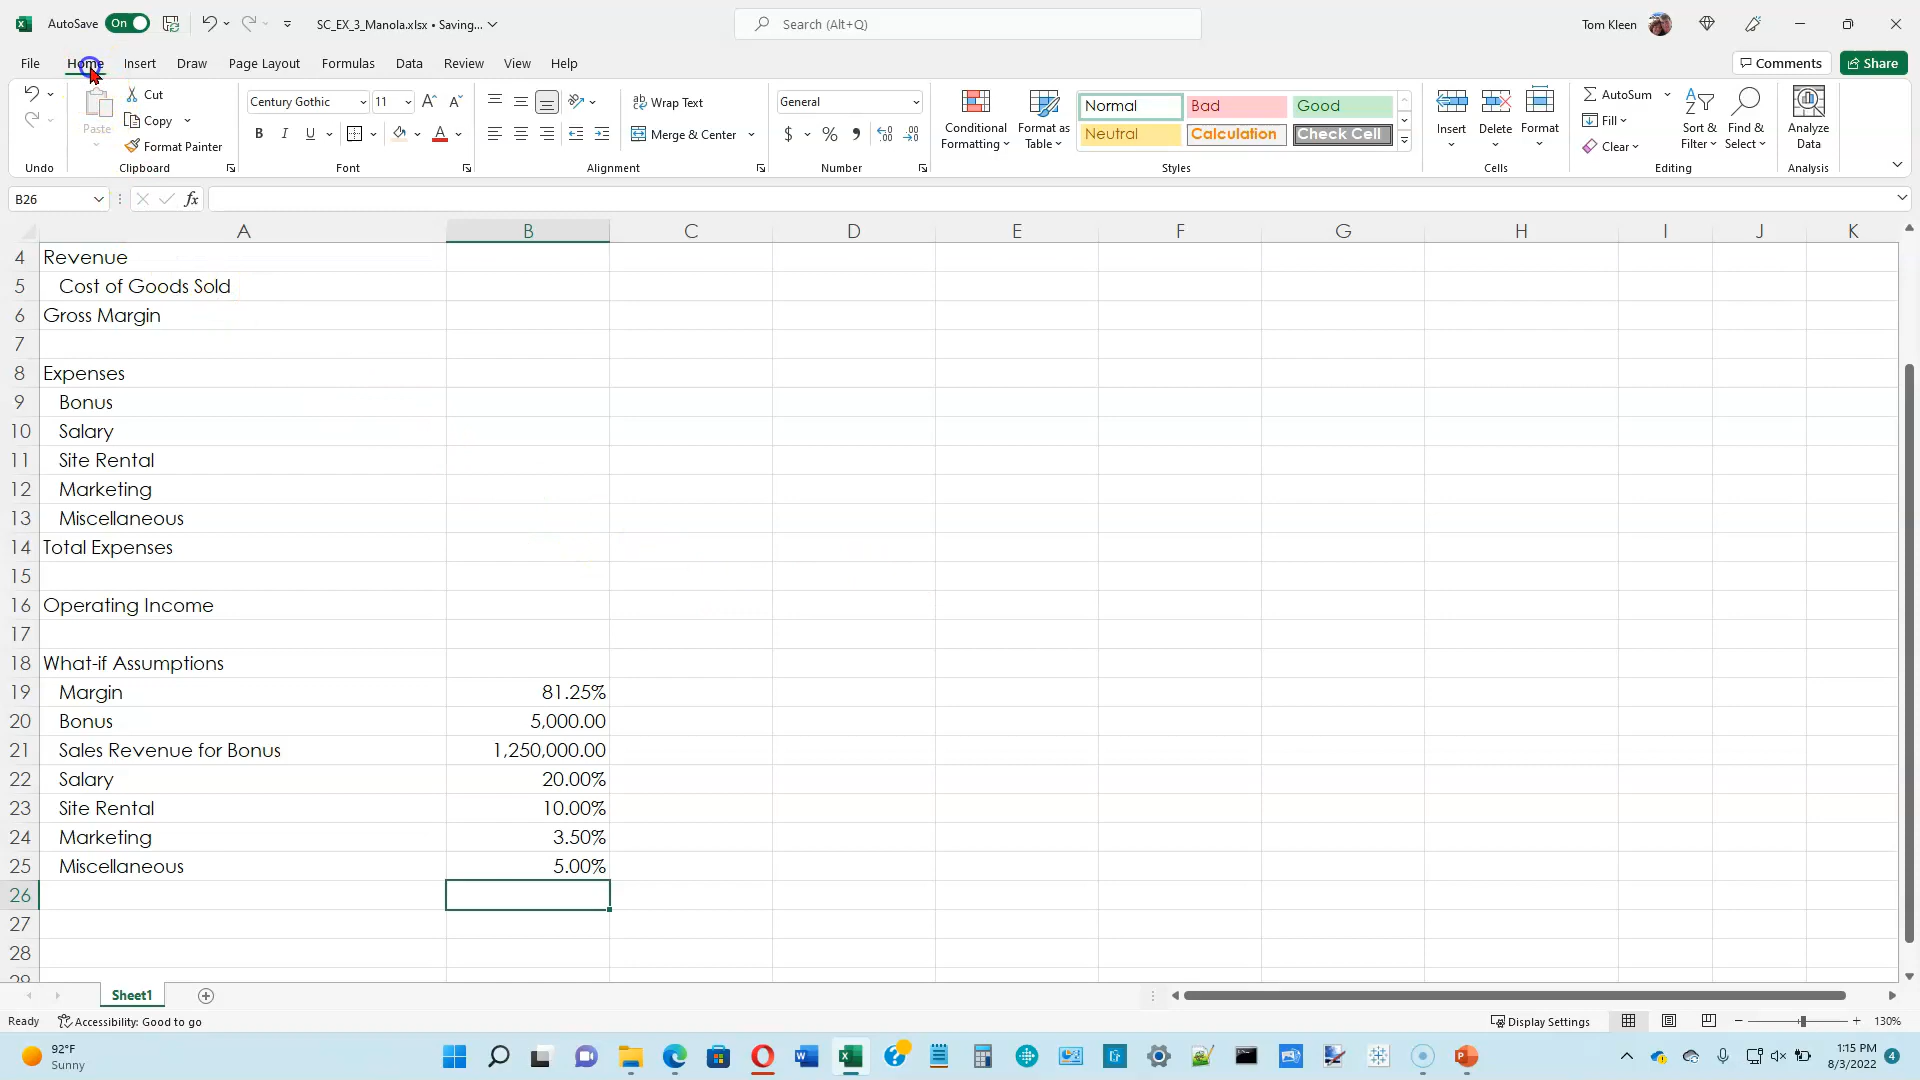 AutoSave On SC_EX_3_Manola.xlsx • Saving... Search (Alt+Q) Tom Kleen
File Home Insert Draw Page Layout Formulas Data Review View Help Comments Share
Cut Century Gothic 11 Wrap Text General Normal Bad Good AutoSum
Copy Fill
Paste Merge & Center $ % Conditional Formatting Format as Table Neutral Calculation Check Cell Insert Delete Format Sort & Filter Find & Select Analyze Data
Format Painter B I U Clear
Undo Clipboard Font Alignment Number Styles Cells Editing Analysis
B26 fx
A B C D E F G H I J K
4 Revenue
5 Cost of Goods Sold
6 Gross Margin
7
8 Expenses
9 Bonus
10 Salary
11 Site Rental
12 Marketing
13 Miscellaneous
14 Total Expenses
15
16 Operating Income
17
18 What-if Assumptions
19 Margin 81.25%
20 Bonus 5,000.00
21 Sales Revenue for Bonus 1,250,000.00
22 Salary 20.00%
23 Site Rental 10.00%
24 Marketing 3.50%
25 Miscellaneous 5.00%
26
27
28
29
Sheet1
Ready Accessibility: Good to go Display Settings 130%
92°F 1:15 PM
Sunny 8/3/2022 4